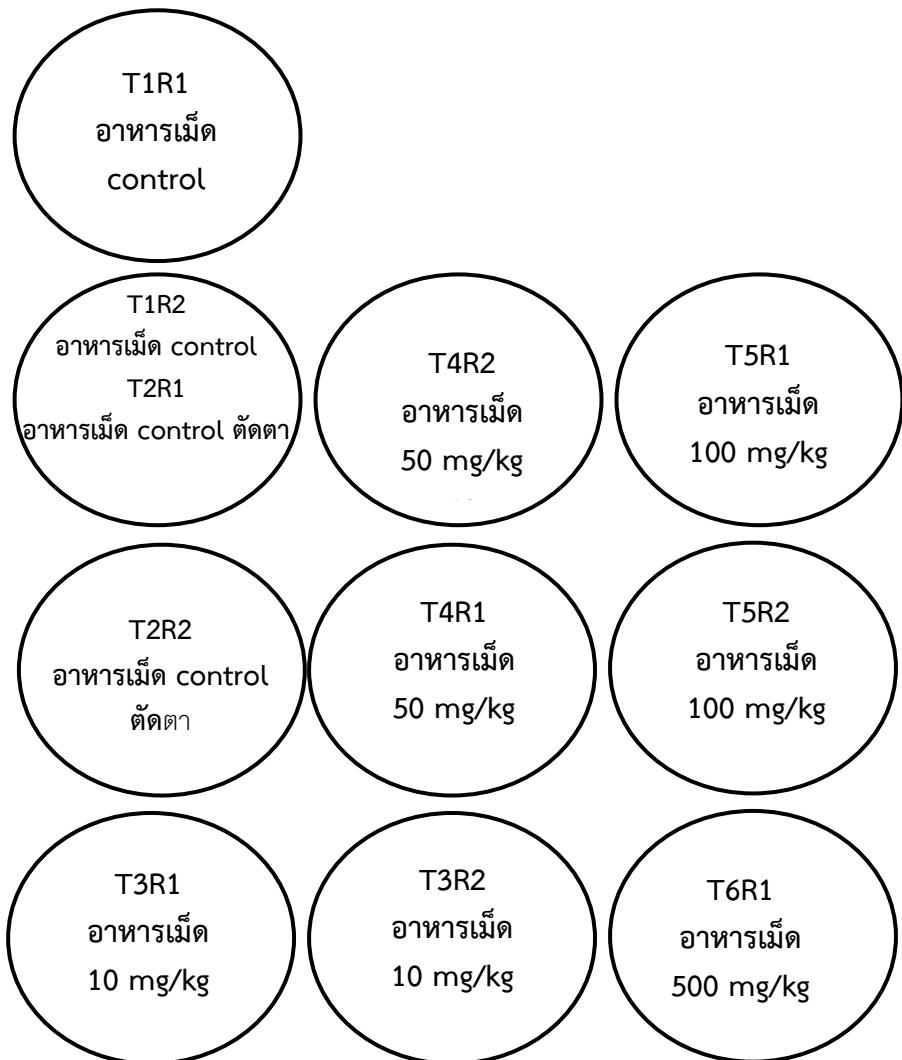 T1R1
อาหารเม็ด
control
T1R2
อาหารเม็ด control
T2R1
อาหารเม็ด control ตัดตา
T4R2
อาหารเม็ด
50 mg/kg
T5R1
อาหารเม็ด
100 mg/kg
T2R2
อาหารเม็ด control
ตัดตา
T4R1
อาหารเม็ด
50 mg/kg
T5R2
อาหารเม็ด
100 mg/kg
T3R1
อาหารเม็ด
10 mg/kg
T3R2
อาหารเม็ด
10 mg/kg
T6R1
อาหารเม็ด
500 mg/kg